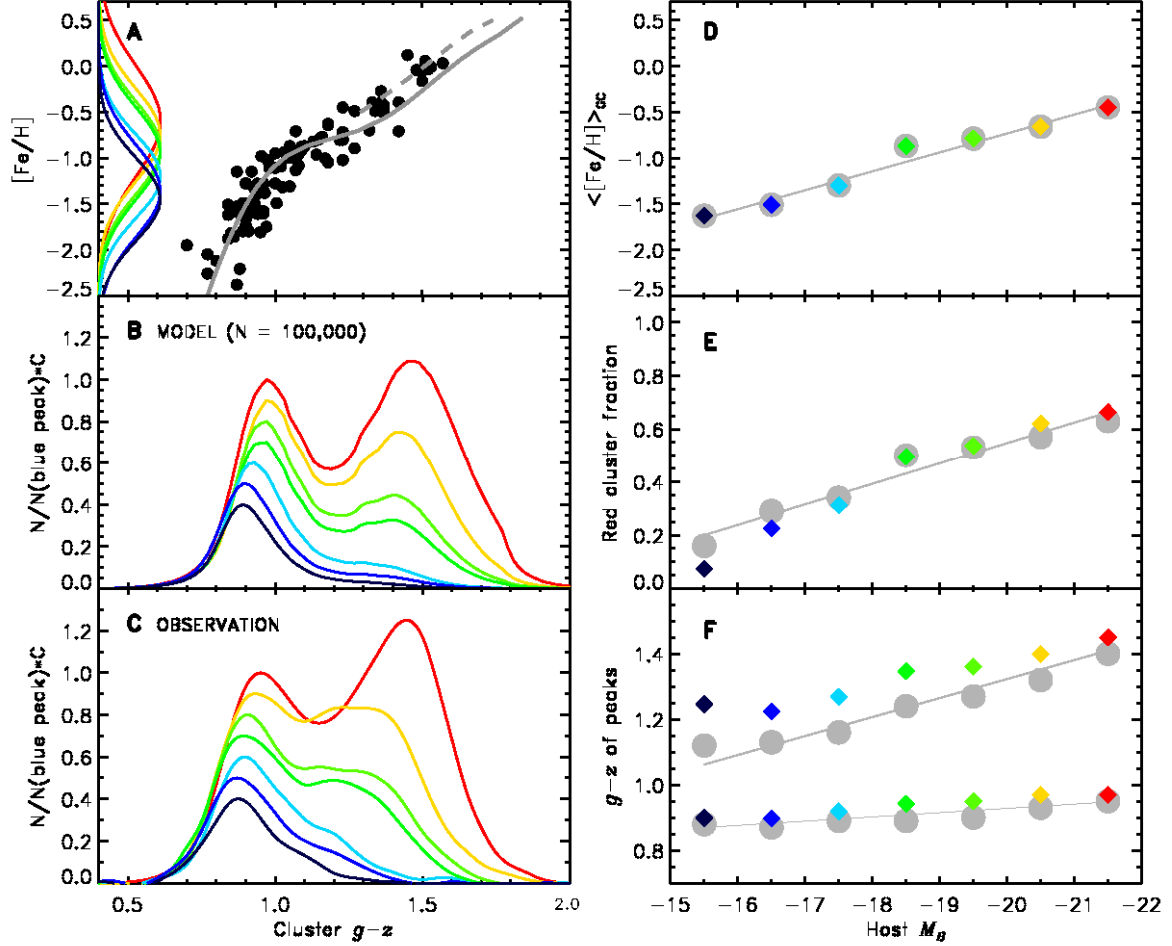 A
[Fe/H]
0.5
0.0
−0.5
−1.0
−1.5
−2.0
−2.5
B MODEL (N = 100,000)
N/N(blue peak)*C
1.2
1.0
0.8
0.6
0.4
0.2
0.0
C OBSERVATION
N/N(blue peak)*C
1.2
1.0
0.8
0.6
0.4
0.2
0.0
0.5 1.0 1.5 2.0
Cluster g−z
D
<[Fe/H]>GC
0.5
0.0
−0.5
−1.0
−1.5
−2.0
−2.5
E
Red cluster fraction
1.0
0.8
0.6
0.4
0.2
0.0
F
g−z of peaks
1.4
1.2
1.0
0.8
−15 −16 −17 −18 −19 −20 −21 −22
Host MB